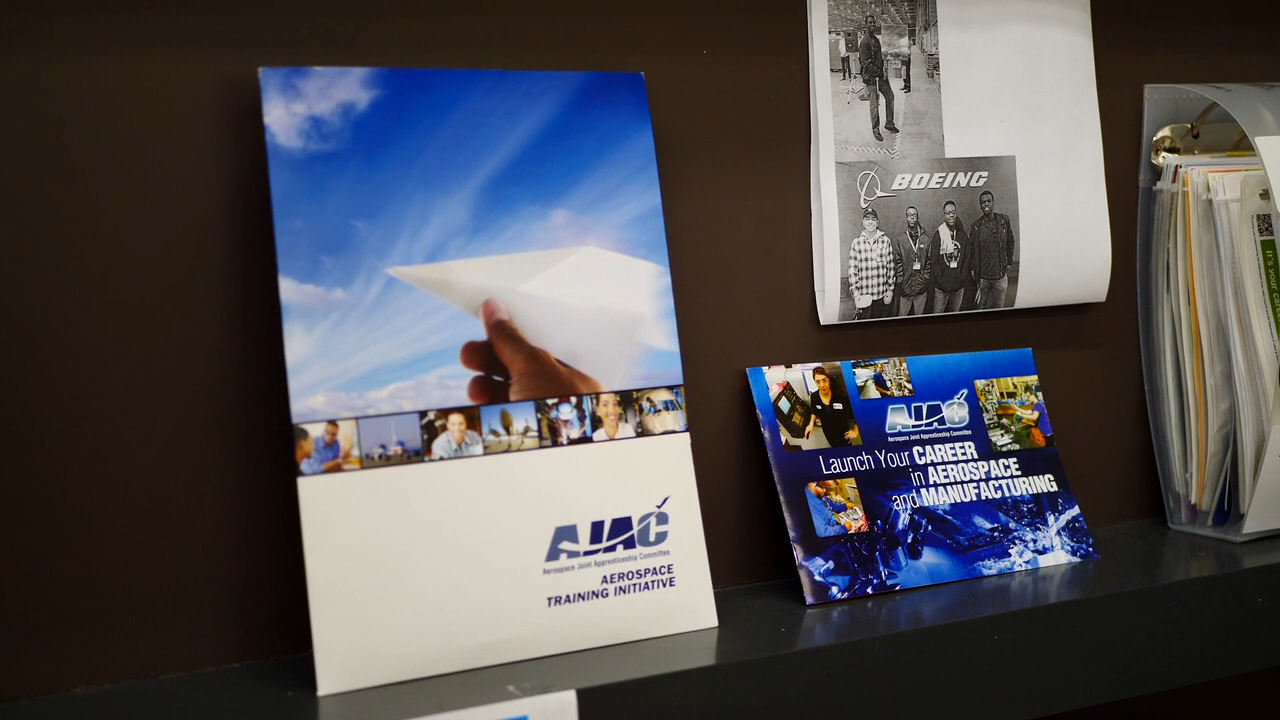 AJAC
Aerospace Joint Apprenticeship Committee
AEROSPACE
TRAINING INITIATIVE
BOEING
AJAC
Aerospace Joint Apprenticeship Committee
Launch Your CAREER
in AEROSPACE
and MANUFACTURING